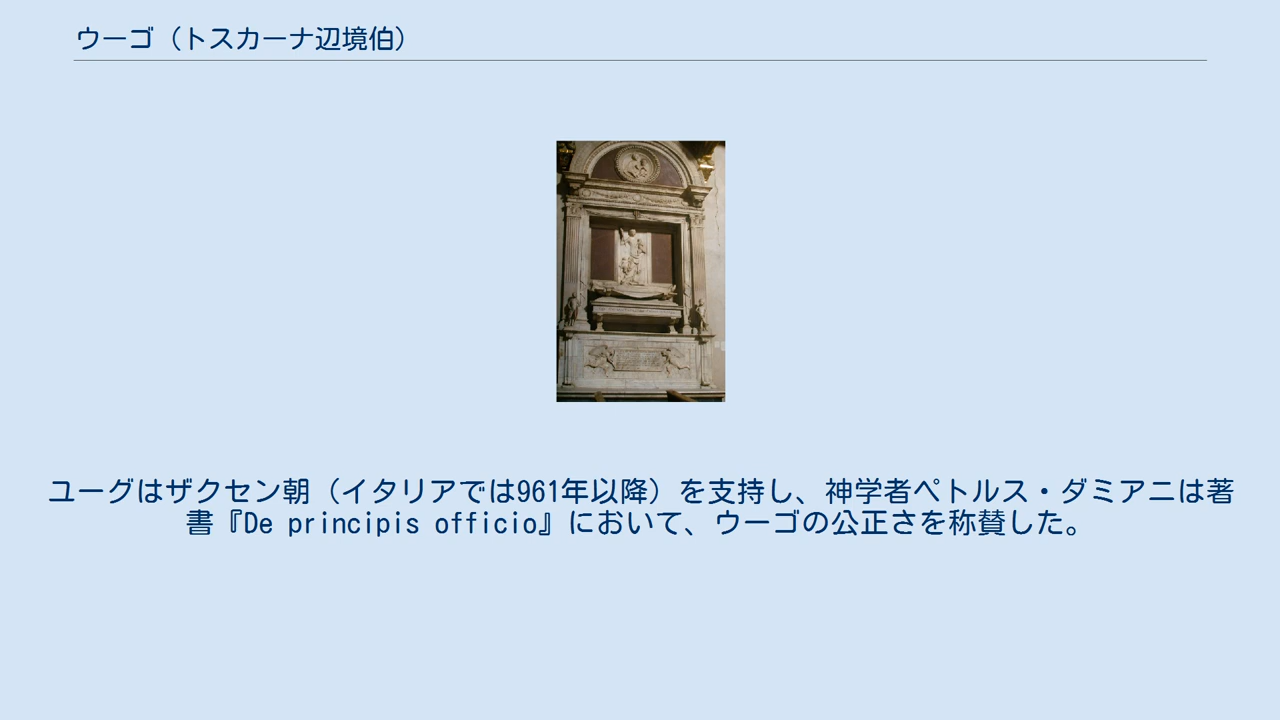 ウーゴ（トスカーナ辺境伯）
ユーグはザクセン朝（イタリアでは961年以降）を支持し、神学者ペトルス・ダミアニは著
書『De principis officio』において、ウーゴの公正さを称賛した。